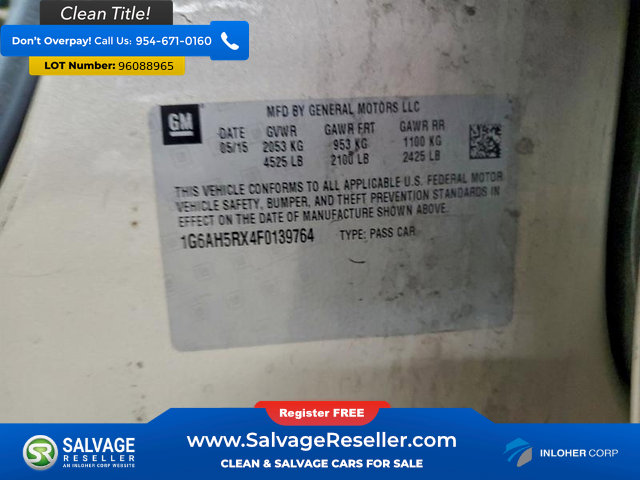 Clean Title!
Don't Overpay! Call Us: 954-671-0160
LOT Number: 96088965
GM
MFD BY GENERAL MOTORS LLC
DATE GVWR GAWR FRT GAWR RR
05/15 2053 KG 953 KG 1100 KG
4525 LB 2100 LB 2425 LB
THIS VEHICLE CONFORMS TO ALL APPLICABLE U.S. FEDERAL MOTOR
VEHICLE SAFETY, BUMPER, AND THEFT PREVENTION STANDARDS IN
EFFECT ON THE DATE OF MANUFACTURE SHOWN ABOVE.
1G6AH5RX4F0139764 TYPE: PASS CAR
Register FREE
SALVAGE
RESELLER
AN INLOHER CORP WEBSITE
www.SalvageReseller.com
CLEAN & SALVAGE CARS FOR SALE
INLOHER CORP